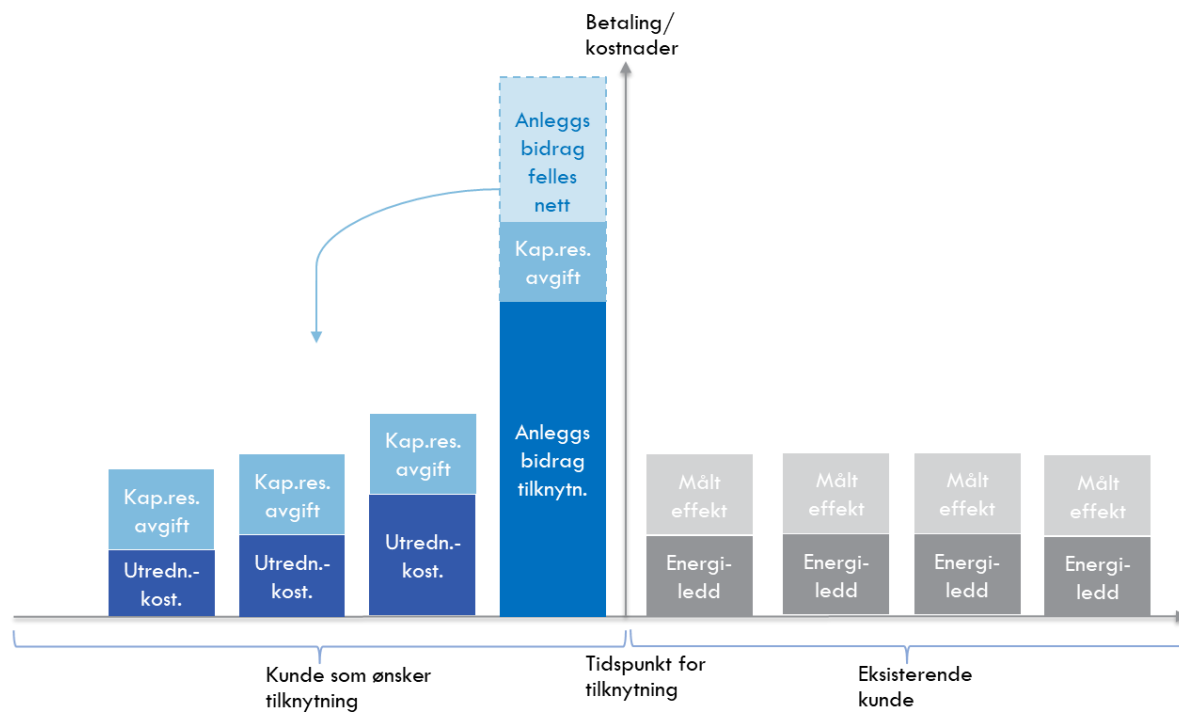 Betaling/
kostnader
Anleggs
bidrag
felles
nett
Kap.res.
avgift
Anleggs
bidrag
tilknytn.
Kap.res.
avgift
Utredn.-
kost.
Kap.res.
avgift
Utredn.-
kost.
Kap.res.
avgift
Utredn.-
kost.
Målt
effekt
Energi-
ledd
Målt
effekt
Energi-
ledd
Målt
effekt
Energi-
ledd
Målt
effekt
Energi-
ledd
Kunde som ønsker
tilknytning
Tidspunkt for
tilknytning
Eksisterende
kunde